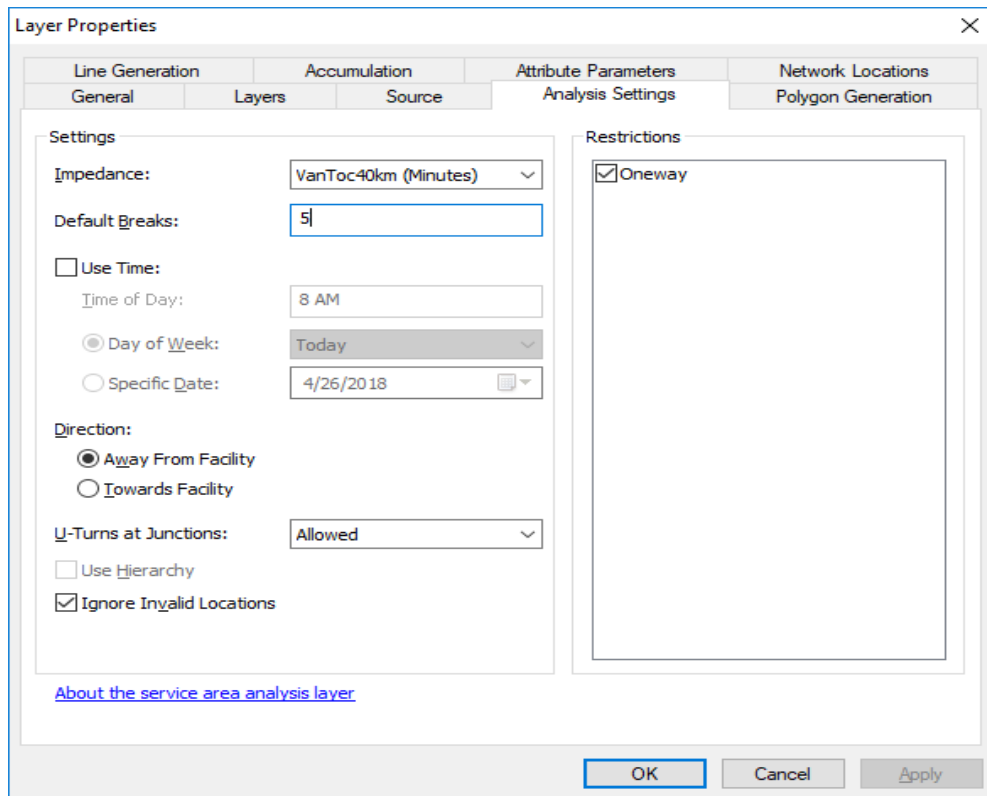 Layer Properties
Line Generation
Accumulation
Attribute Parameters
Network Locations
General
Layers
Source
Analysis Settings
Polygon Generation
Settings
Impedance:
VanToc40km (Minutes)
Default Breaks:
5
Use Time:
Time of Day:
8 AM
Day of Week:
Today
Specific Date:
4/26/2018
Direction:
Away From Facility
Towards Facility
U-Turns at Junctions:
Allowed
Use Hierarchy
Ignore Invalid Locations
Restrictions
Oneway
About the service area analysis layer
OK
Cancel
Apply